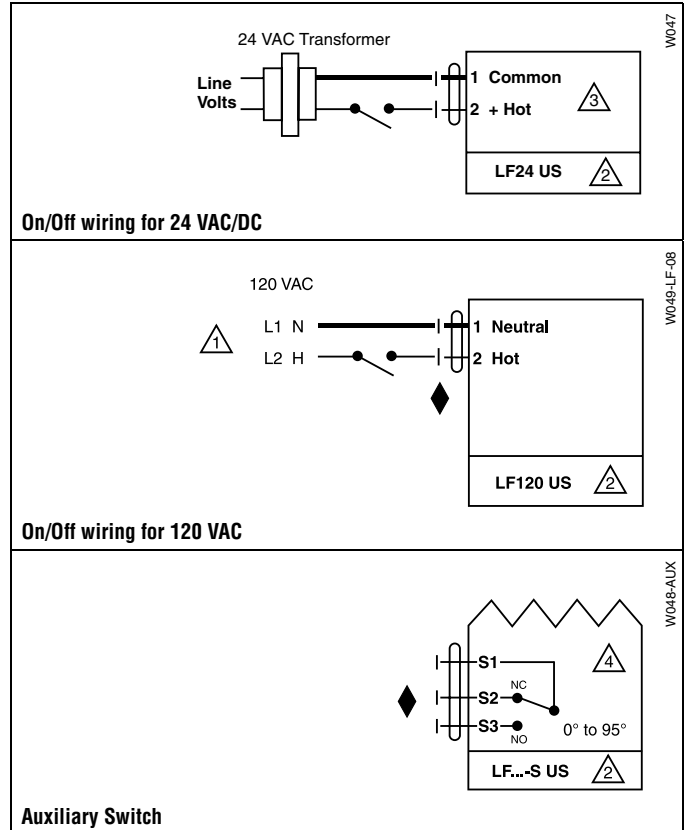 W047
24 VAC Transformer
Line
Volts
1 Common
2 + Hot
3
LF24 US 2
On/Off wiring for 24 VAC/DC
W049-LF-08
120 VAC
1
L1 N
L2 H
1 Neutral
2 Hot
LF120 US 2
On/Off wiring for 120 VAC
W048-AUX
S1
4
S2 NC
S3 NO
0° to 95°
LF...-S US 2
Auxiliary Switch